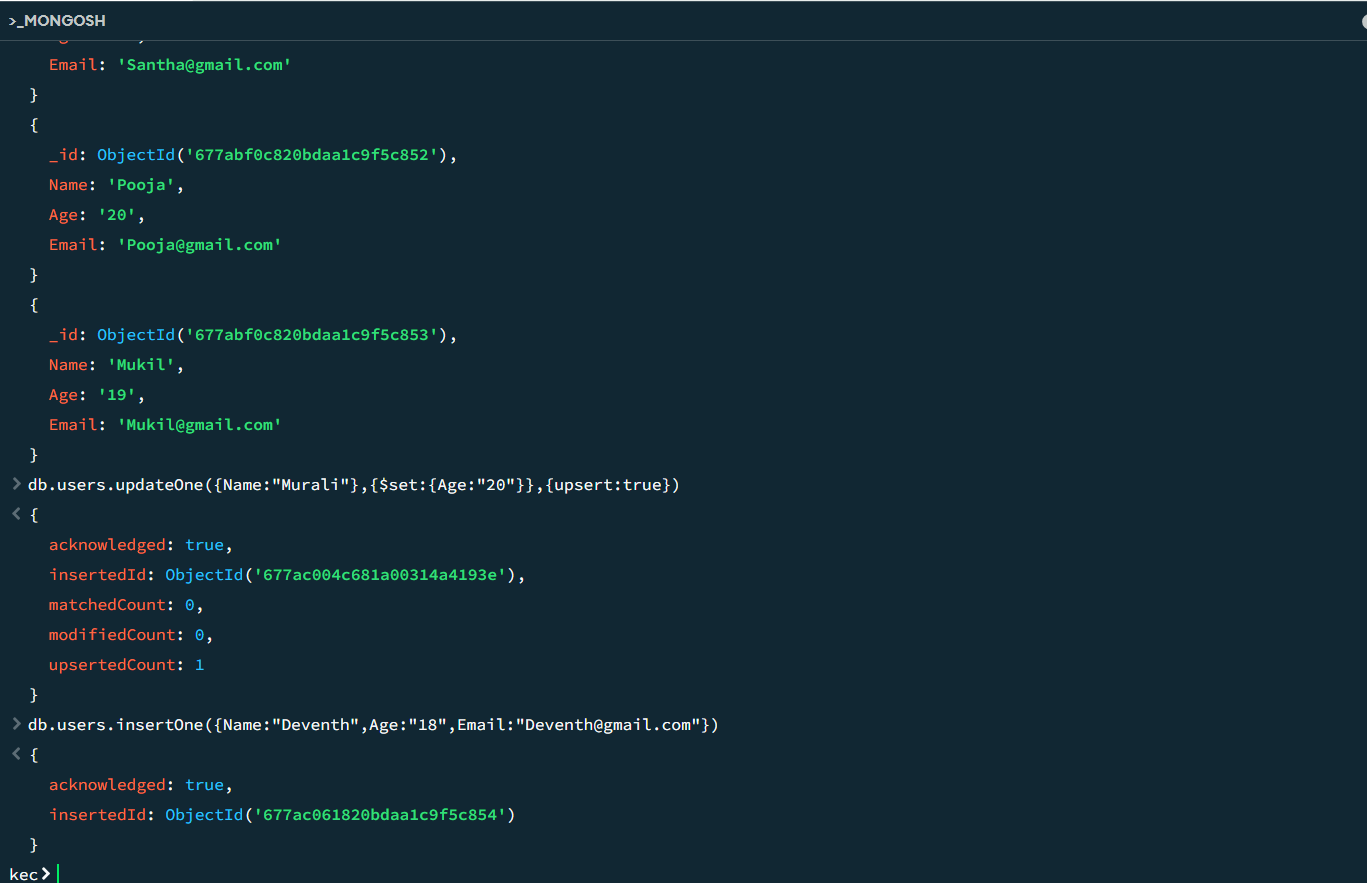 >_MONGOSH
Email: 'Santha@gmail.com'
}
{
_id: ObjectId('677abf0c820bdaa1c9f5c852'),
Name: 'Pooja',
Age: '20',
Email: 'Pooja@gmail.com'
}
{
_id: ObjectId('677abf0c820bdaa1c9f5c853'),
Name: 'Mukil',
Age: '19',
Email: 'Mukil@gmail.com'
}
> db.users.updateOne({Name:"Murali"},{$set:{Age:"20"}},{upsert:true})
< {
acknowledged: true,
insertedId: ObjectId('677ac004c681a00314a4193e'),
matchedCount: 0,
modifiedCount: 0,
upsertedCount: 1
}
> db.users.insertOne({Name:"Deventh",Age:"18",Email:"Deventh@gmail.com"})
< {
acknowledged: true,
insertedId: ObjectId('677ac061820bdaa1c9f5c854')
}
kec>